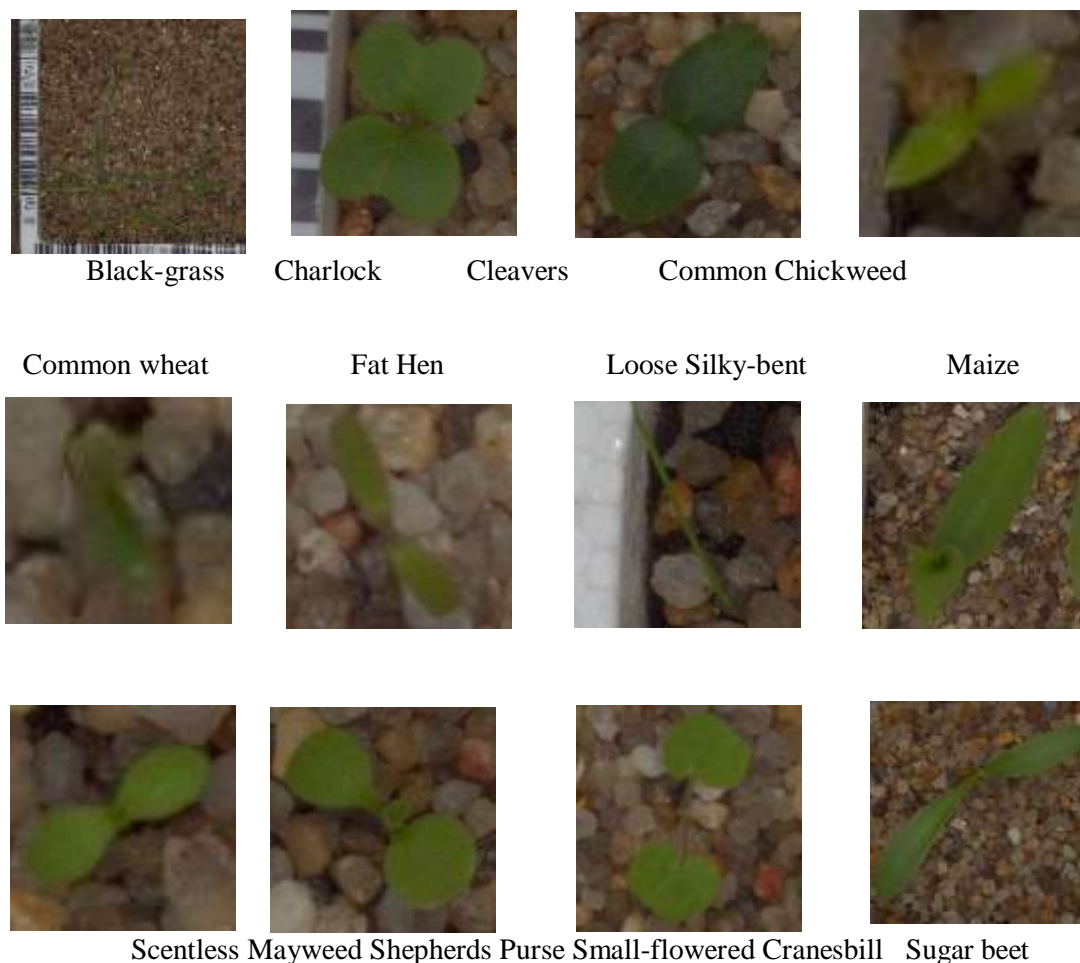 Black-grass Charlock Cleavers Common Chickweed
Common wheat Fat Hen Loose Silky-bent Maize
Scentless Mayweed Shepherds Purse Small-flowered Cranesbill Sugar beet